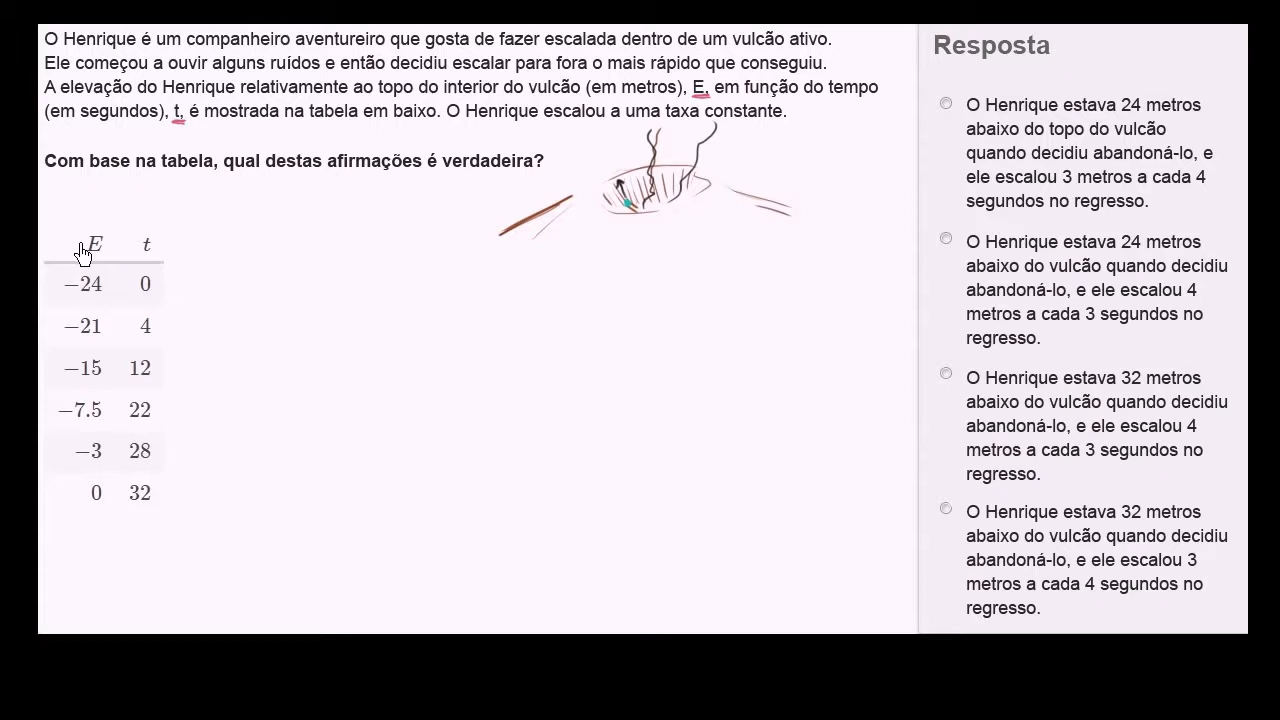 O Henrique é um companheiro aventureiro que gosta de fazer escalada dentro de um vulcão ativo.
Ele começou a ouvir alguns ruídos e então decidiu escalar para fora o mais rápido que conseguiu.
A elevação do Henrique relativamente ao topo do interior do vulcão (em metros), E, em função do tempo
(em segundos), t, é mostrada na tabela em baixo. O Henrique escalou a uma taxa constante.
Com base na tabela, qual destas afirmações é verdadeira?
E t
−24 0
−21 4
−15 12
−7.5 22
−3 28
0 32
Resposta
O Henrique estava 24 metros
abaixo do topo do vulcão
quando decidiu abandoná-lo, e
ele escalou 3 metros a cada 4
segundos no regresso.
O Henrique estava 24 metros
abaixo do vulcão quando decidiu
abandoná-lo, e ele escalou 4
metros a cada 3 segundos no
regresso.
O Henrique estava 32 metros
abaixo do vulcão quando decidiu
abandoná-lo, e ele escalou 4
metros a cada 3 segundos no
regresso.
O Henrique estava 32 metros
abaixo do vulcão quando decidiu
abandoná-lo, e ele escalou 3
metros a cada 4 segundos no
regresso.